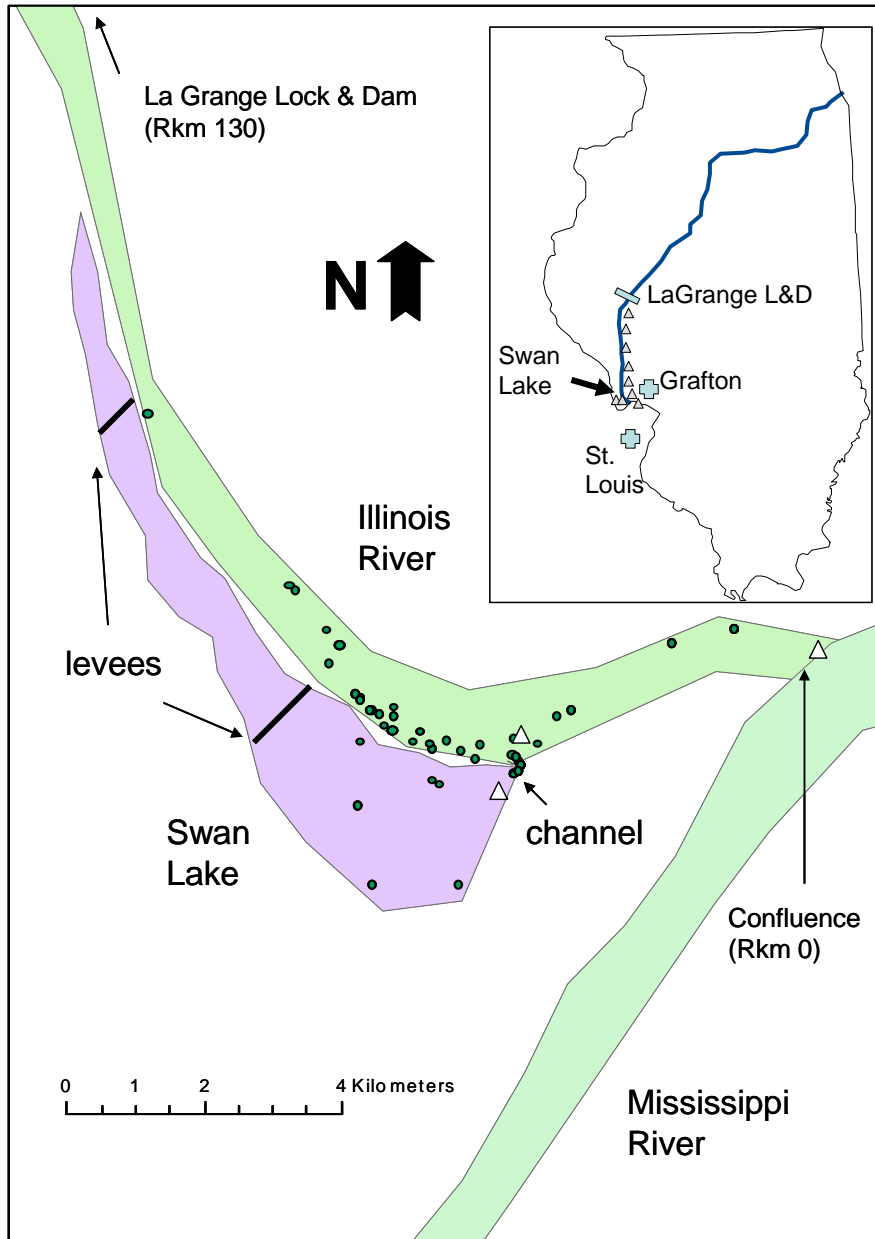 La Grange Lock & Dam
(Rkm 130)
N
LaGrange L&D
Swan
Lake
Grafton
St.
Louis
Illinois
River
levees
Swan
Lake
channel
Confluence
(Rkm 0)
0 1 2 4 Kilometers
Mississippi
River